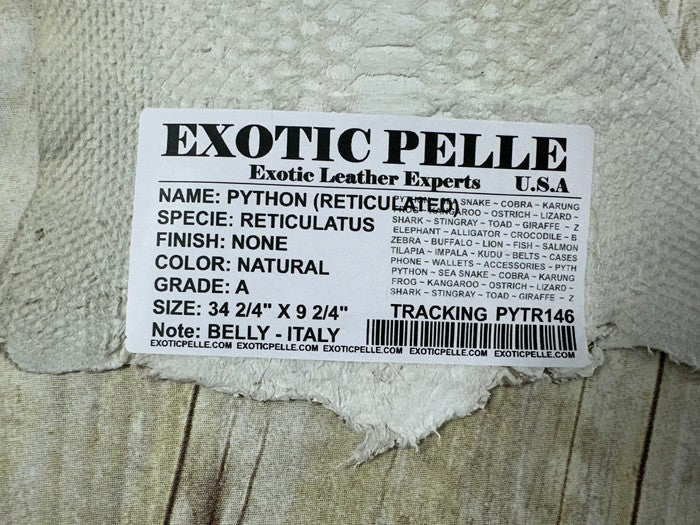 EXOTIC PELLE
Exotic Leather Experts U.S.A
NAME: PYTHON (RETICULATED)
SPECIE: RETICULATUS
FINISH: NONE
COLOR: NATURAL
GRADE: A
SIZE: 34 2/4" X 9 2/4"
Note: BELLY - ITALY
PYTHON ~ SEA SNAKE ~ COBRA ~ KARUNG
FROG ~ KANGAROO ~ OSTRICH ~ LIZARD ~
SHARK ~ STINGRAY ~ TOAD ~ GIRAFFE ~ Z
ELEPHANT ~ ALLIGATOR ~ CROCODILE ~ B
ZEBRA ~ BUFFALO ~ LION ~ FISH ~ SALMON
TILAPIA ~ IMPALA ~ KUDU ~ BELTS ~ CASES
PHONE ~ WALLETS ~ ACCESSORIES ~ PYTH
PYTHON ~ SEA SNAKE ~ COBRA ~ KARUNG
FROG ~ KANGAROO ~ OSTRICH ~ LIZARD ~
SHARK ~ STINGRAY ~ TOAD ~ GIRAFFE ~ Z
TRACKING PYTR146
EXOTICPELLE.COM EXOTICPELLE.COM EXOTICPELLE.COM EXOTICPELLE.COM EXOTICPELLE.COM